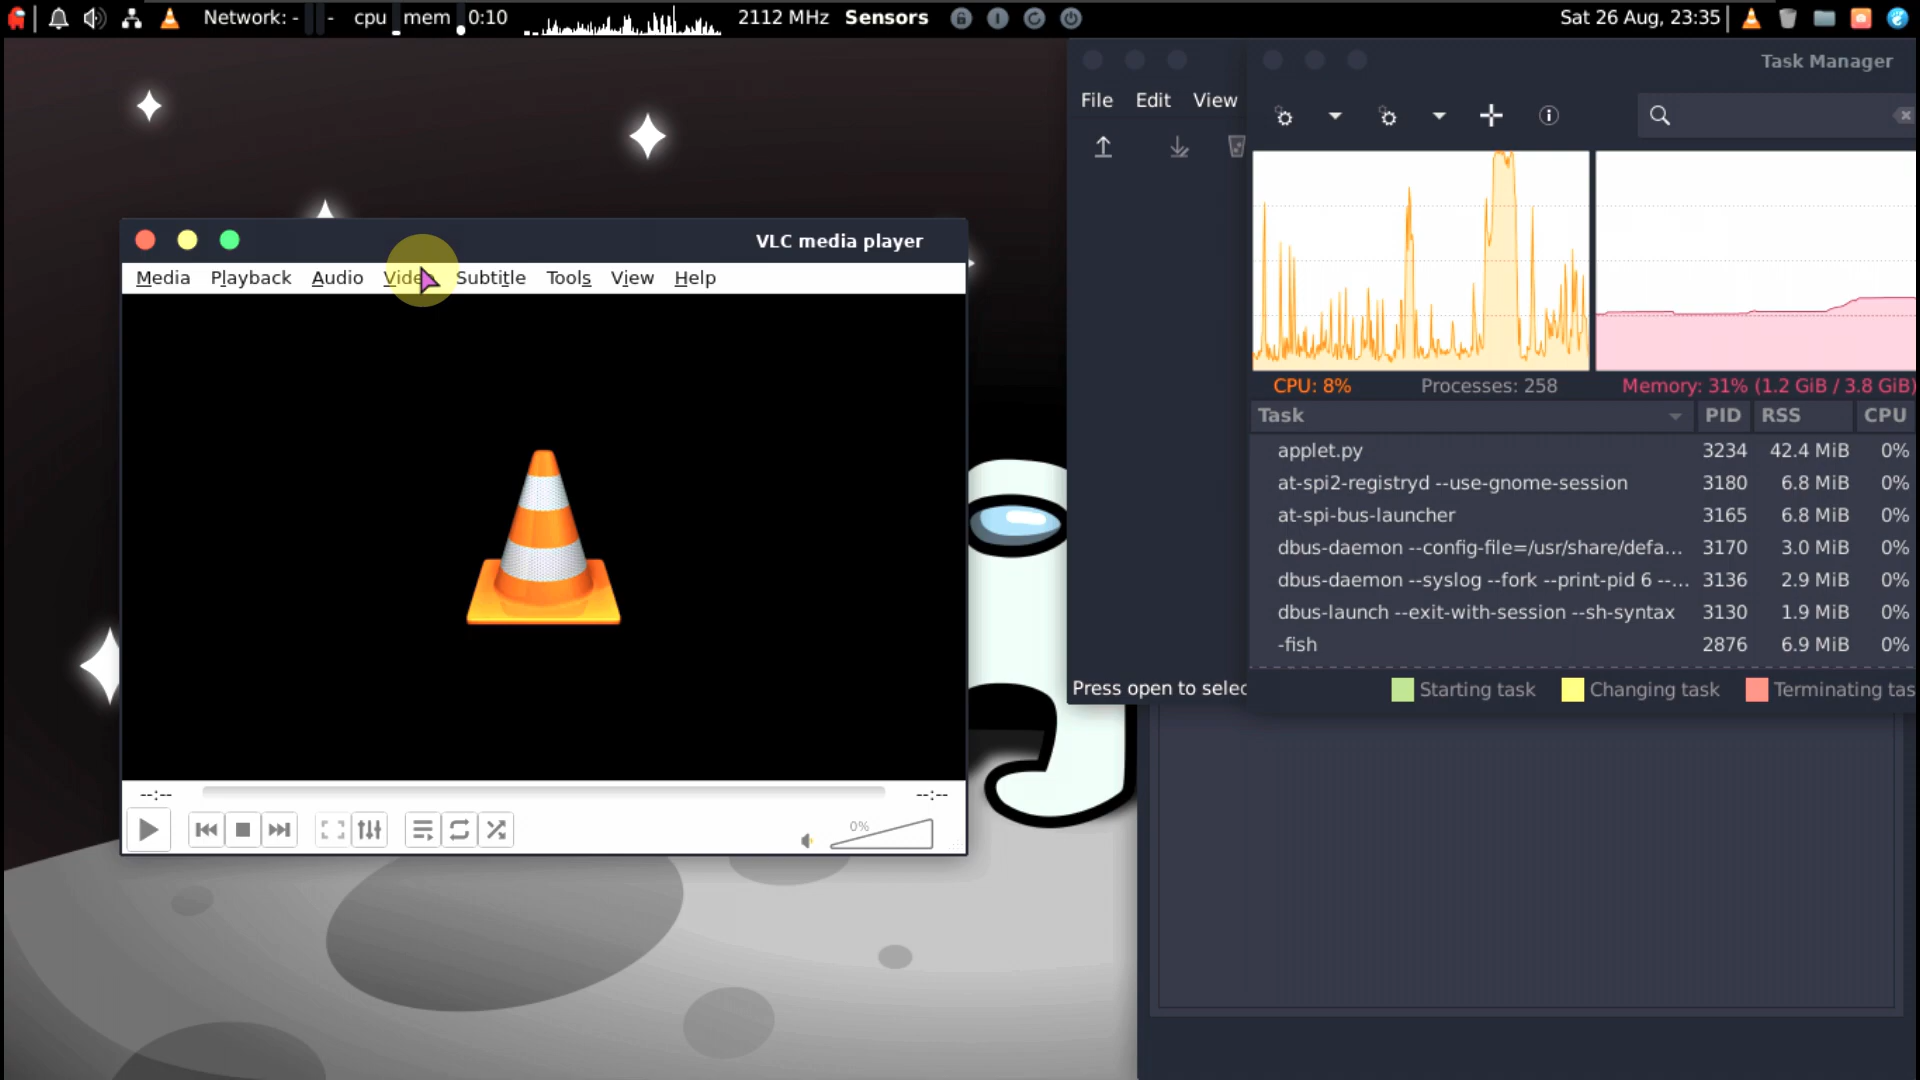 Network: - - cpu mem 0:10 2112 MHz Sensors Sat 26 Aug, 23:35
Task Manager
File Edit View
VLC media player
Media Playback Audio Video Subtitle Tools View Help
CPU: 8% Processes: 258 Memory: 31% (1.2 GiB / 3.8 GiB)
Task PID RSS CPU
applet.py 3234 42.4 MiB 0%
at-spi2-registryd --use-gnome-session 3180 6.8 MiB 0%
at-spi-bus-launcher 3165 6.8 MiB 0%
dbus-daemon --config-file=/usr/share/defa... 3170 3.0 MiB 0%
dbus-daemon --syslog --fork --print-pid 6 --... 3136 2.9 MiB 0%
dbus-launch --exit-with-session --sh-syntax 3130 1.9 MiB 0%
-fish 2876 6.9 MiB 0%
Press open to selec
Starting task Changing task Terminating tas
--:-- --:--
0%